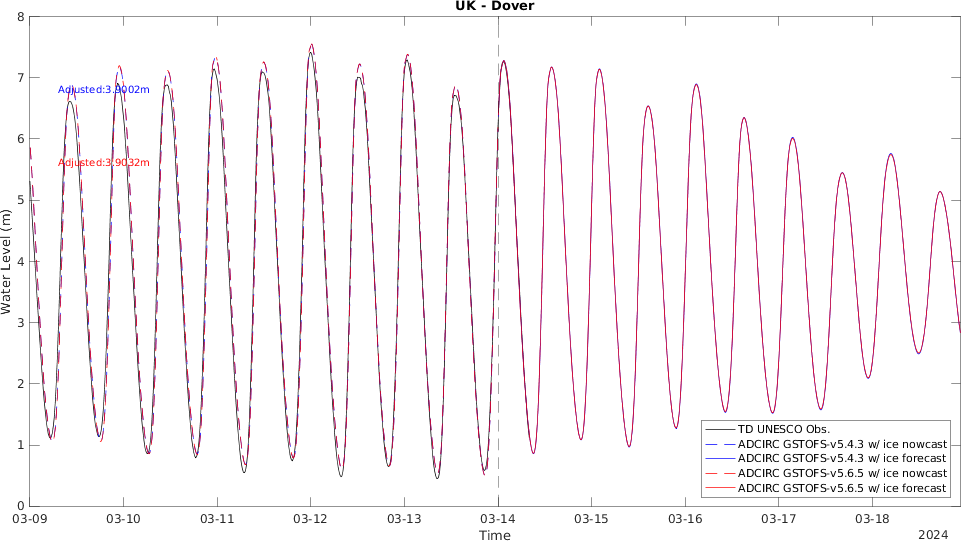 UK - Dover
8
7
6
5
4
3
2
1
0
Water Level (m)
Adjusted:3.9002m
Adjusted:3.9032m
TD UNESCO Obs.
ADCIRC GSTOFS-v5.4.3 w/ ice nowcast
ADCIRC GSTOFS-v5.4.3 w/ ice forecast
ADCIRC GSTOFS-v5.6.5 w/ ice nowcast
ADCIRC GSTOFS-v5.6.5 w/ ice forecast
03-09 03-10 03-11 03-12 03-13 03-14 03-15 03-16 03-17 03-18
Time
2024